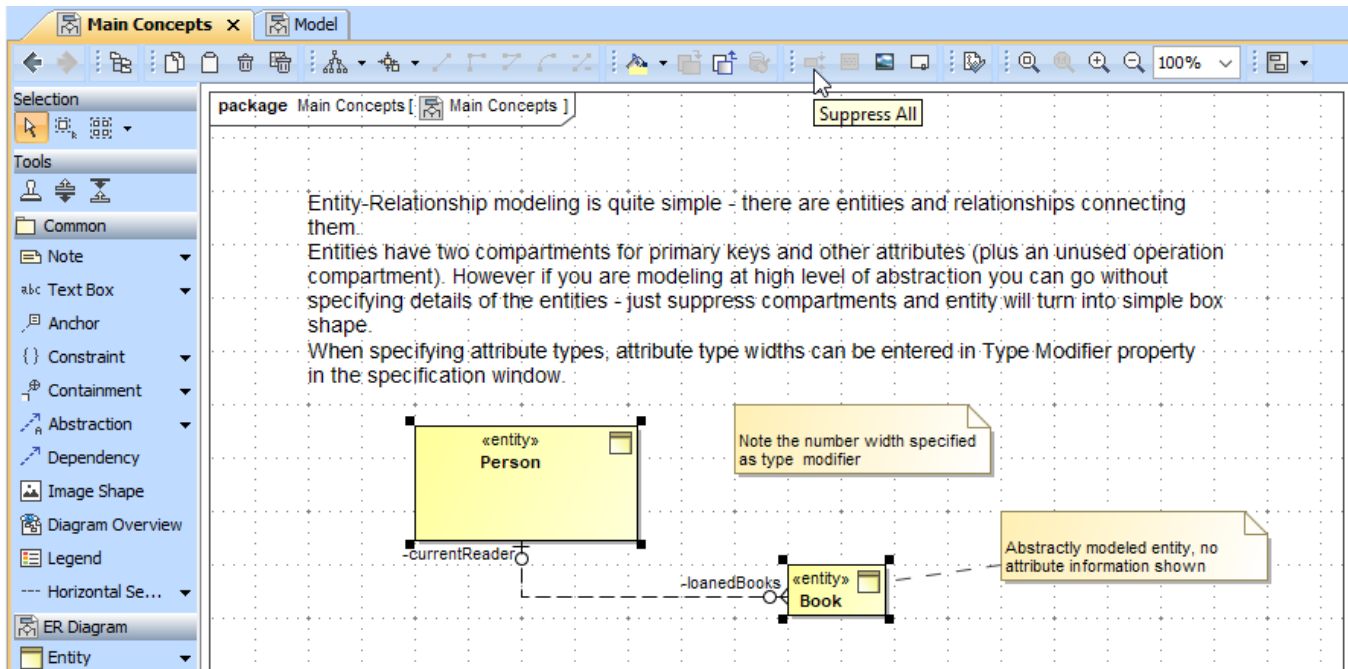 Main Concepts X Model
100%
Suppress All
Selection
package Main Concepts [ Main Concepts ]
Tools
Common
Note
abc Text Box
Anchor
{} Constraint
Containment
Abstraction
Dependency
Image Shape
Diagram Overview
Legend
Horizontal Se...
ER Diagram
Entity
Entity-Relationship modeling is quite simple - there are entities and relationships connecting
them.
Entities have two compartments for primary keys and other attributes (plus an unused operation
compartment). However if you are modeling at high level of abstraction you can go without
specifying details of the entities - just suppress compartments and entity will turn into simple box
shape.
When specifying attribute types, attribute type widths can be entered in Type Modifier property
in the specification window.
«entity»
Person
Note the number width specified
as type modifier
-currentReader
-loanedBooks
«entity»
Book
Abstractly modeled entity, no
attribute information shown